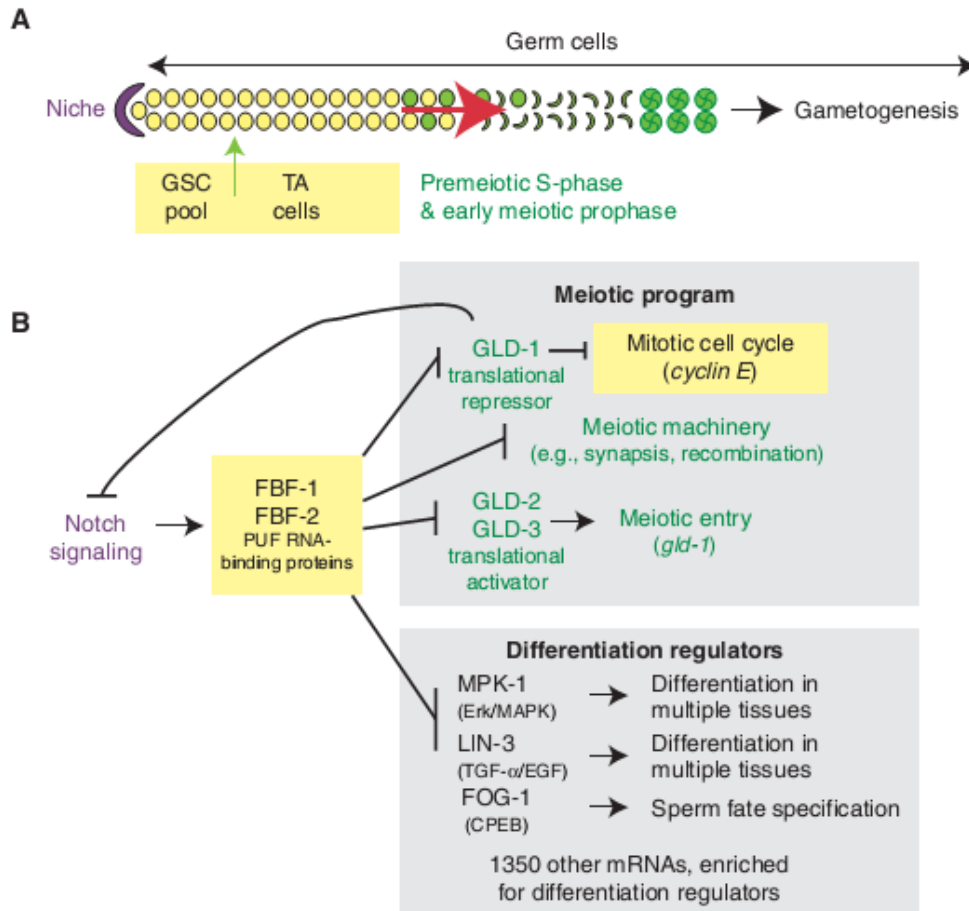 A
Germ cells
Niche
Gametogenesis
GSC
pool
TA
cells
Premeiotic S-phase
& early meiotic prophase
B
Meiotic program
GLD-1
translational
repressor
Mitotic cell cycle
(cyclin E)
Meiotic machinery
(e.g., synapsis, recombination)
Notch
signaling
FBF-1
FBF-2
PUF RNA-
binding proteins
GLD-2
GLD-3
translational
activator
Meiotic entry
(gld-1)
Differentiation regulators
MPK-1
(Erk/MAPK)
Differentiation in
multiple tissues
LIN-3
(TGF-α/EGF)
Differentiation in
multiple tissues
FOG-1
(CPEB)
Sperm fate specification
1350 other mRNAs, enriched
for differentiation regulators